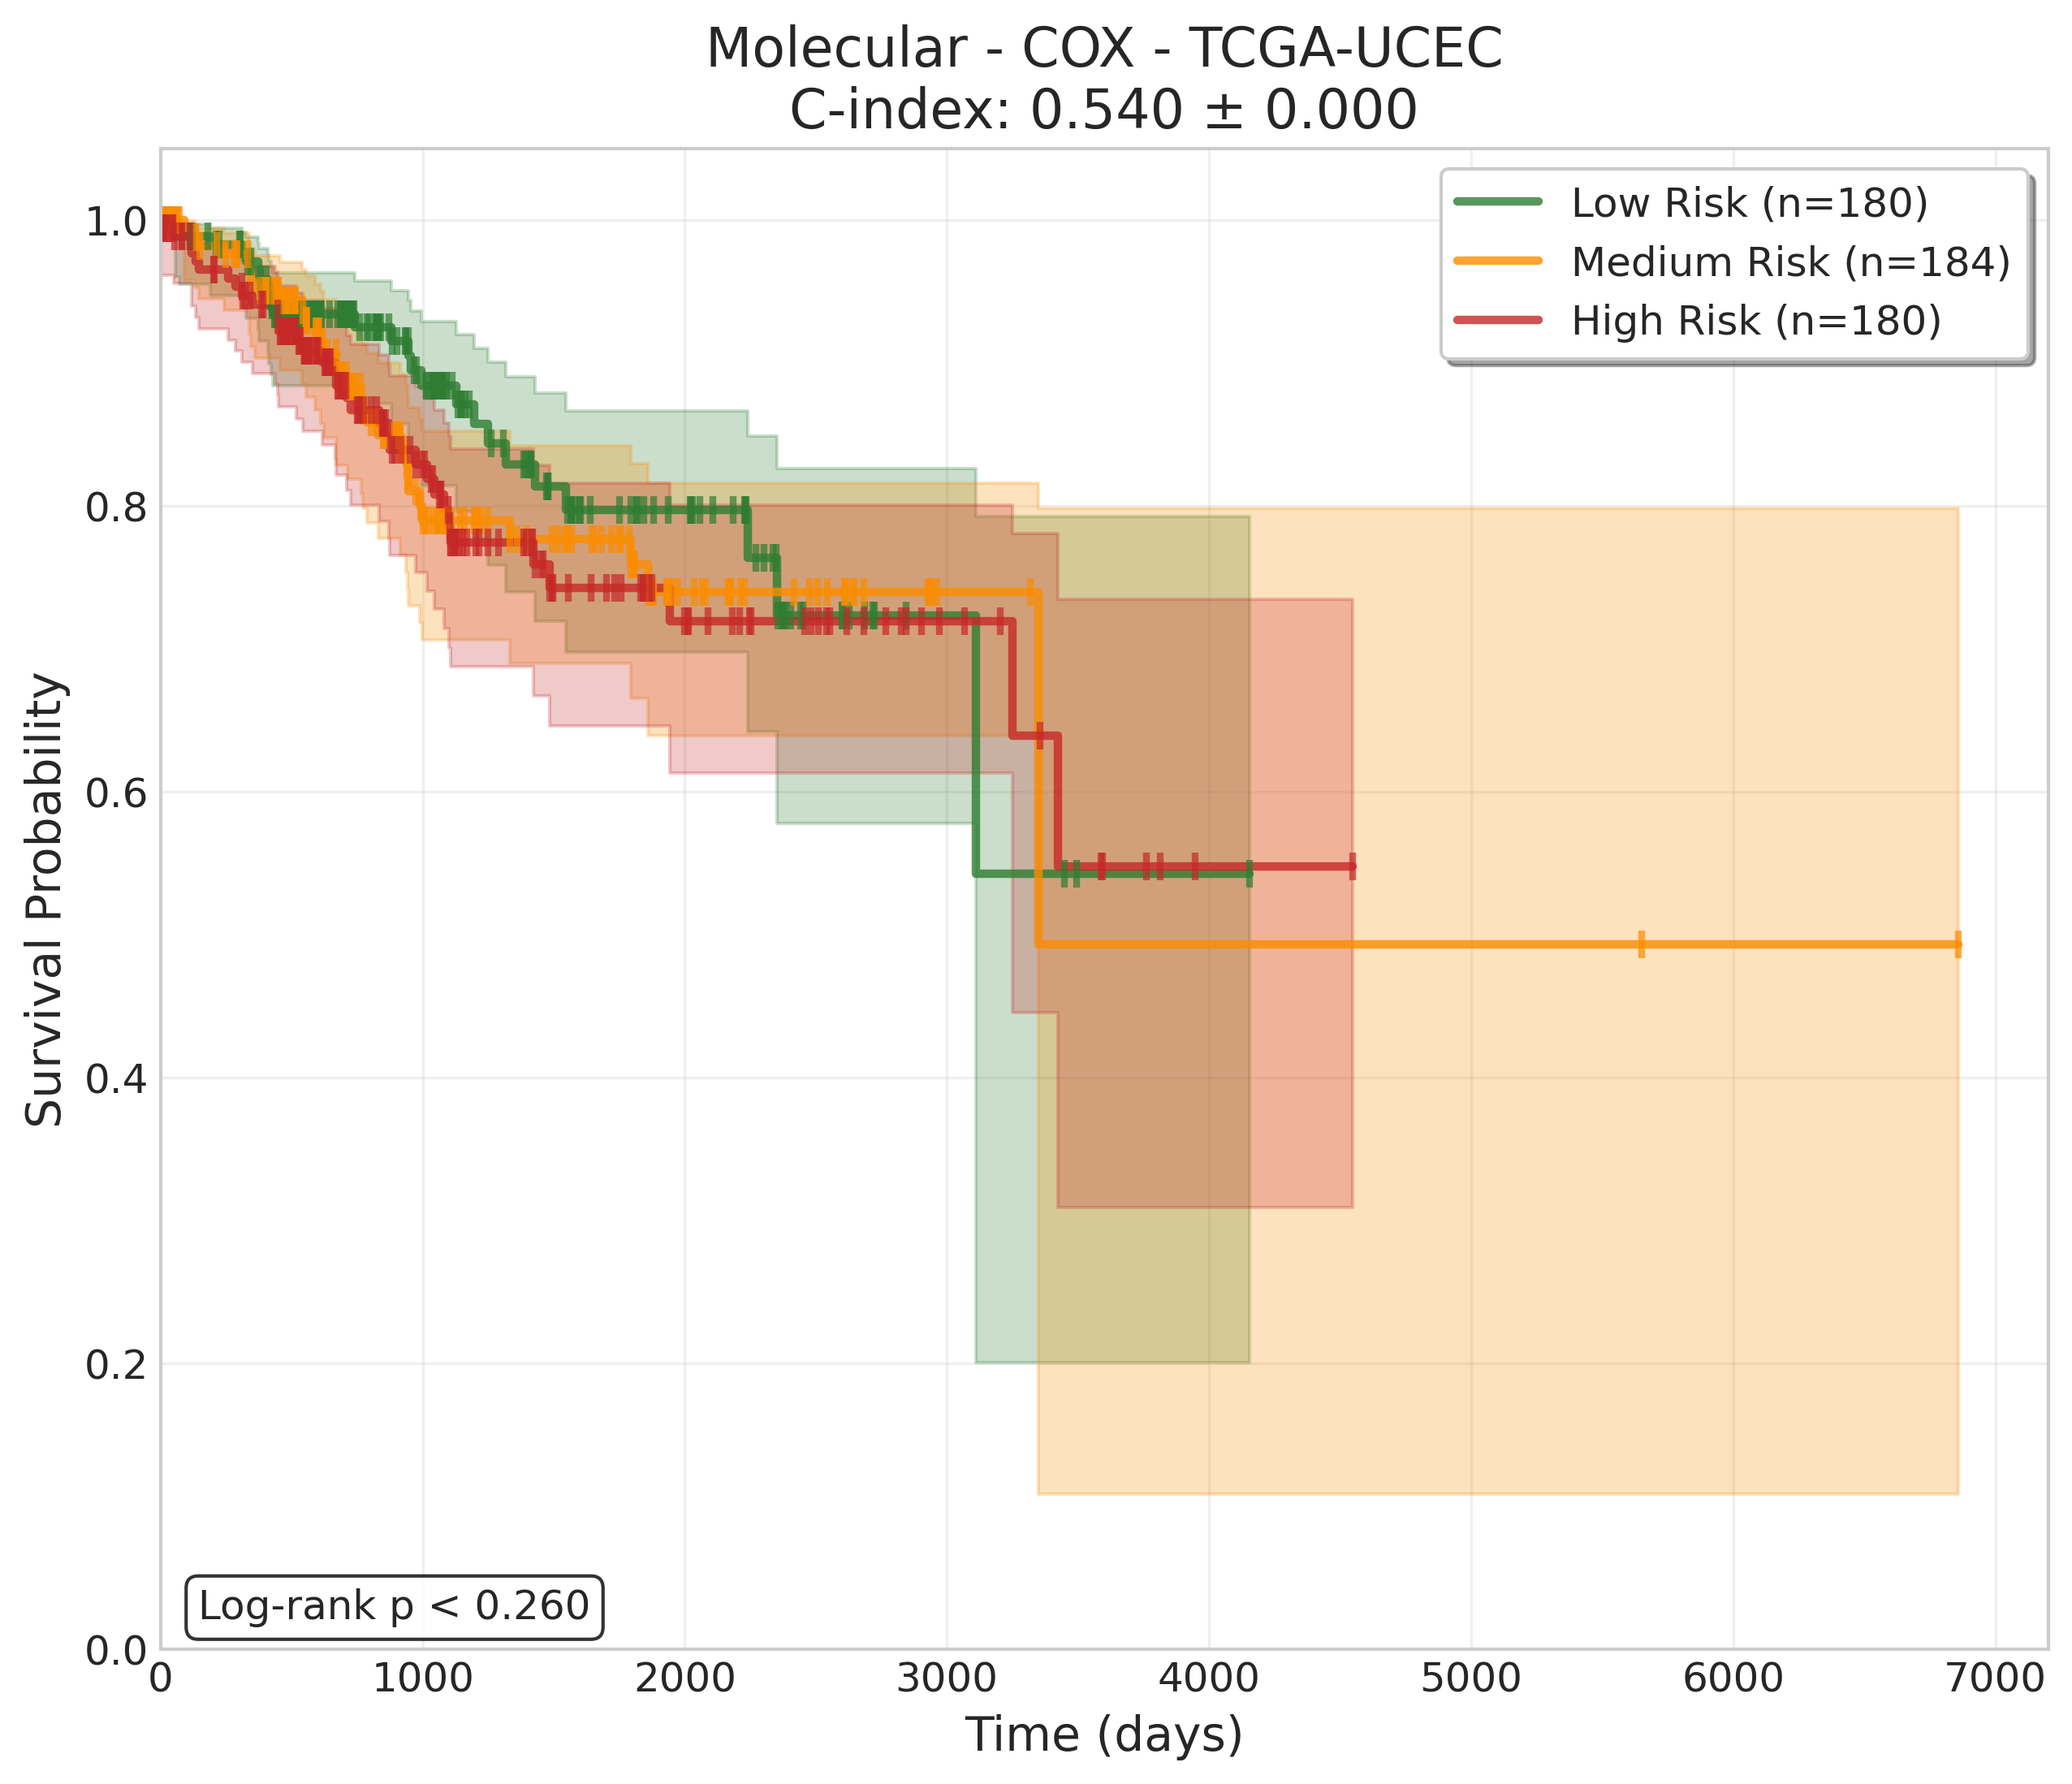 Molecular - COX - TCGA-UCEC
C-index: 0.540 ± 0.000
Low Risk (n=180)
Medium Risk (n=184)
High Risk (n=180)
Survival Probability
1.0
0.8
0.6
0.4
0.2
0.0
Log-rank p < 0.260
0 1000 2000 3000 4000 5000 6000 7000
Time (days)